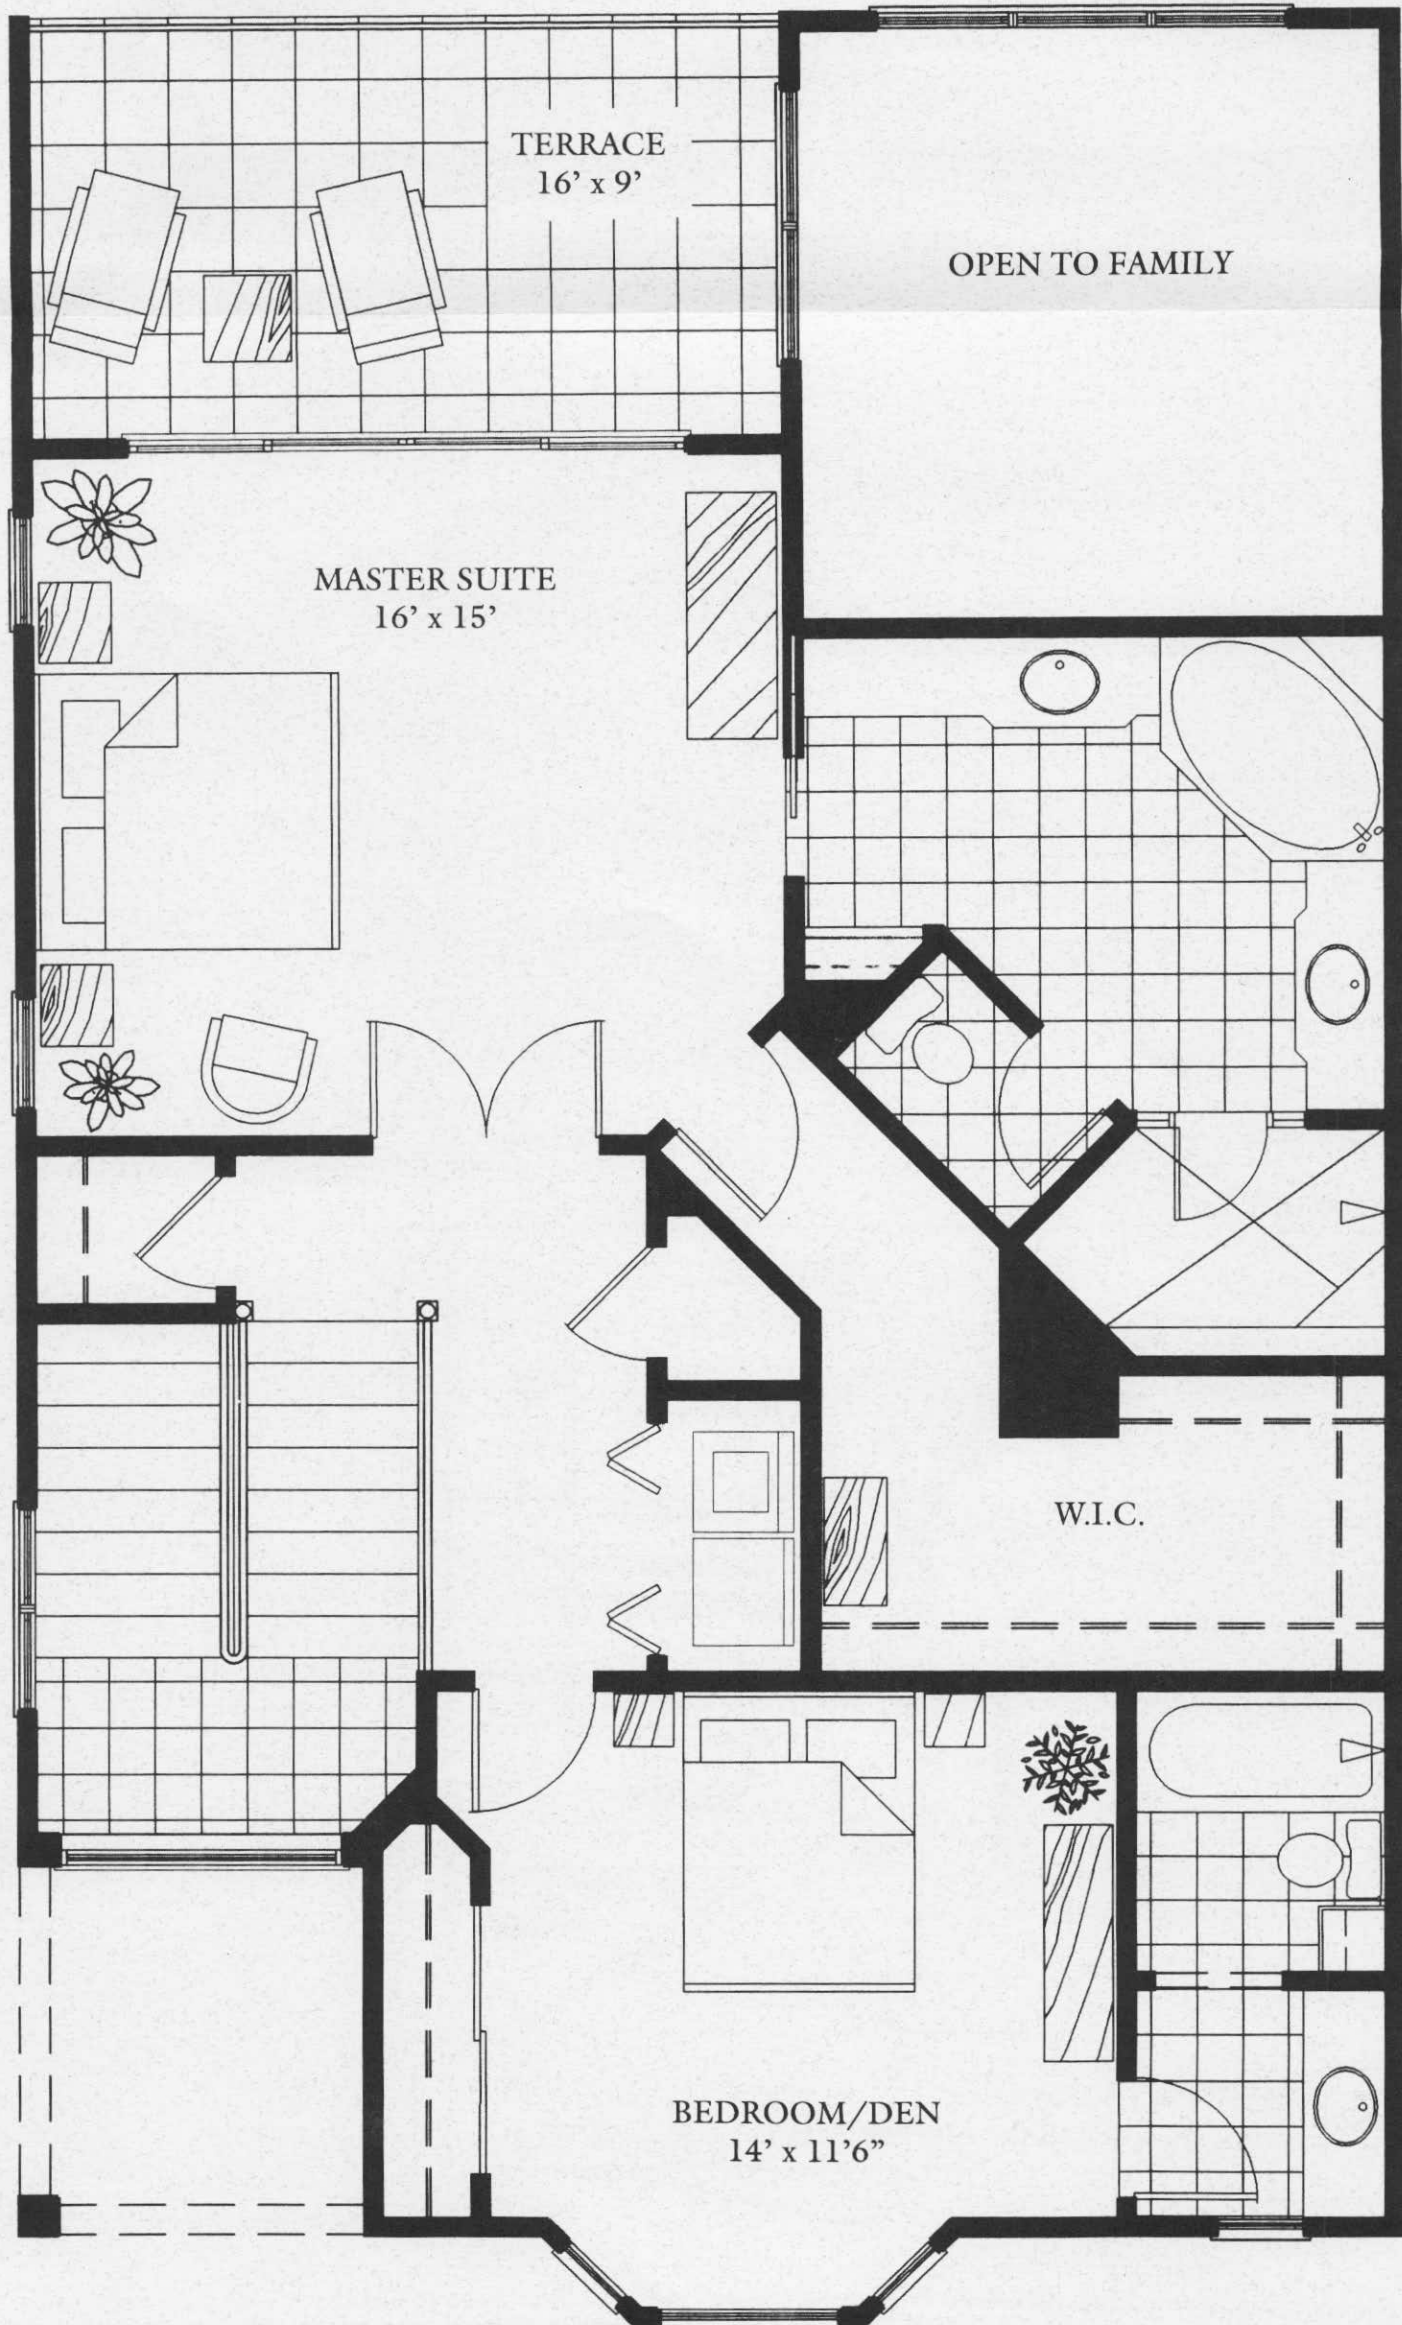 TERRACE
16’ x 9’
OPEN TO FAMILY
MASTER SUITE
16’ x 15’
W.I.C.
BEDROOM/DEN
14’ x 11’6”